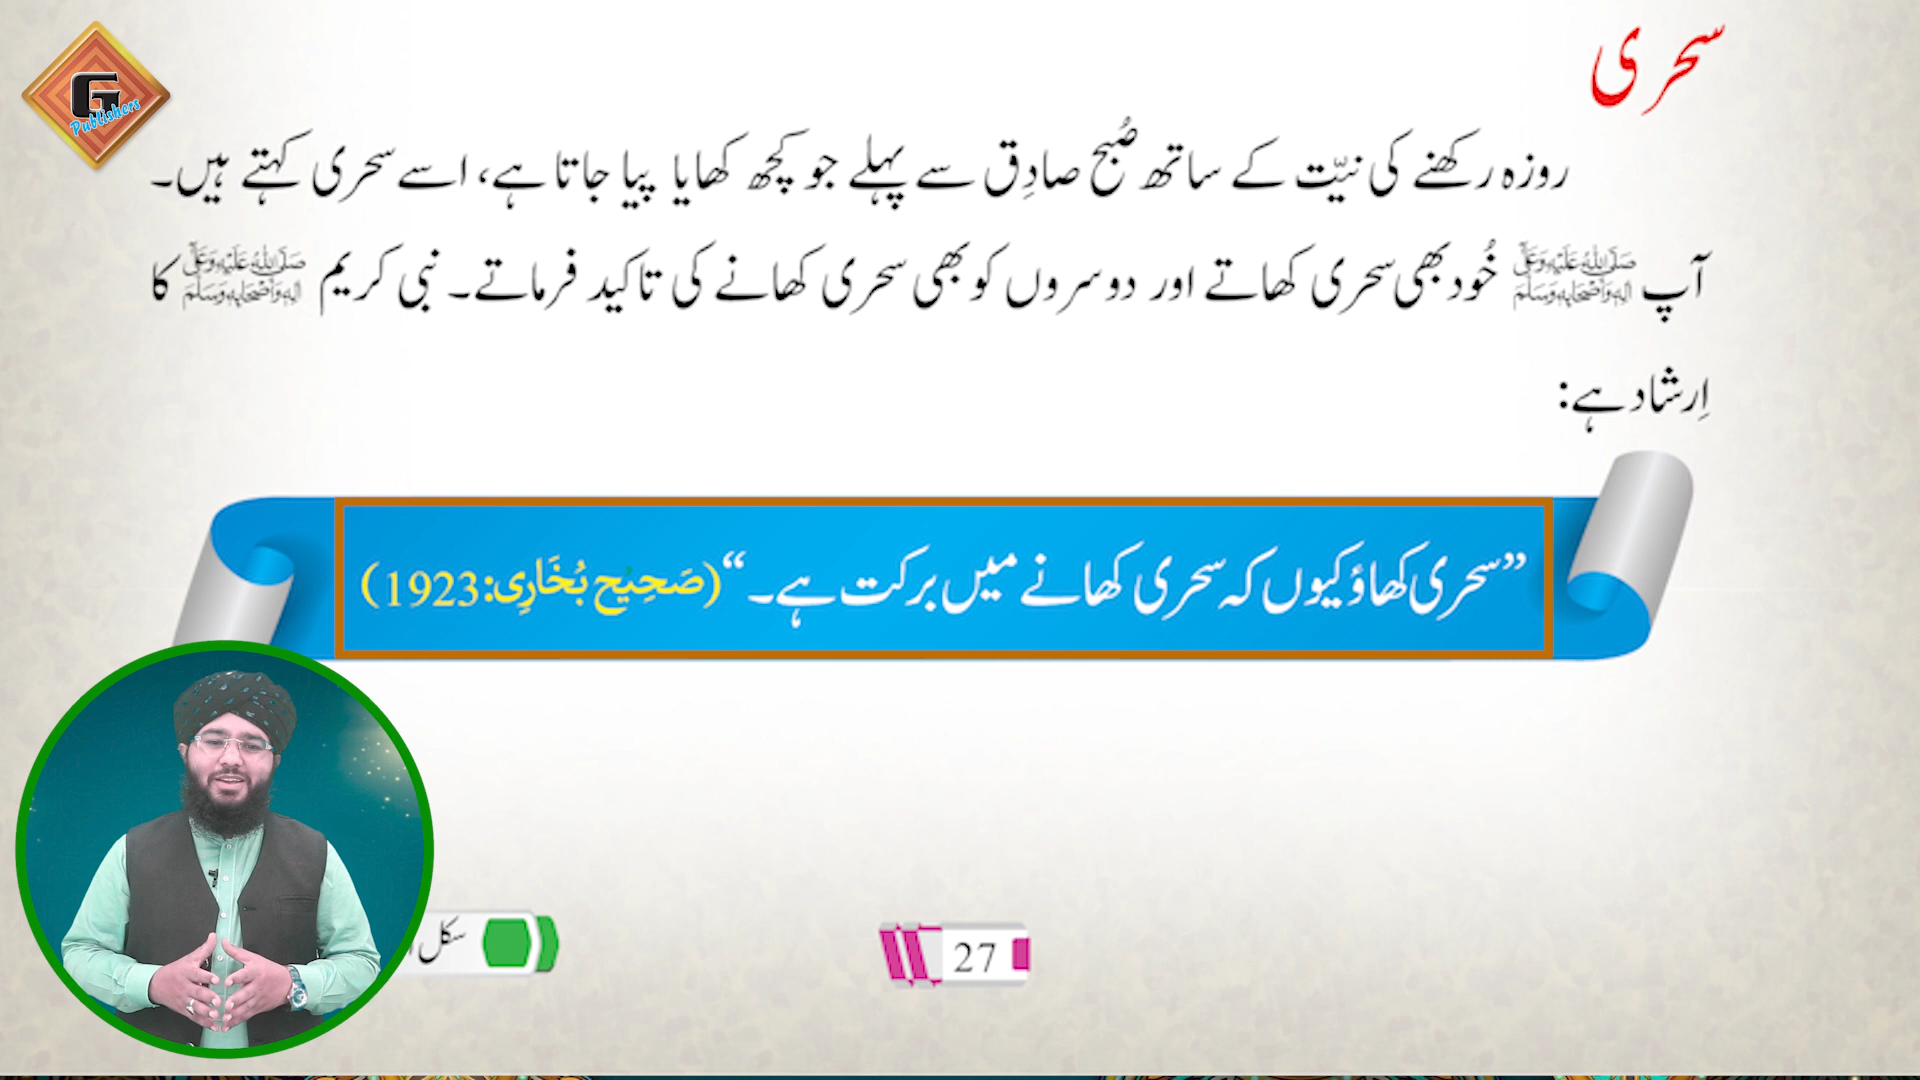 سحری
G
Publishers
روزہ رکھنے کی نیّت کے ساتھ صُبحِ صادِق سے پہلے جو کچھ کھایا پیا جاتا ہے، اسے سحری کہتے ہیں۔
آپ صَلَّی اللہُ عَلَیْہِ وَعَلٰی اٰلِہٖ وَاَصْحَابِہٖ وَسَلَّمَ خُود بھی سحری کھاتے اور دوسروں کو بھی سحری کھانے کی تاکید فرماتے۔ نبی کریم صَلَّی اللہُ عَلَیْہِ وَعَلٰی اٰلِہٖ وَاَصْحَابِہٖ وَسَلَّمَ کا
اِرشاد ہے:
”سحری کھاؤ کیوں کہ سحری کھانے میں برکت ہے۔“ (صَحِیْح بُخَارِی: 1923)
سکل
27